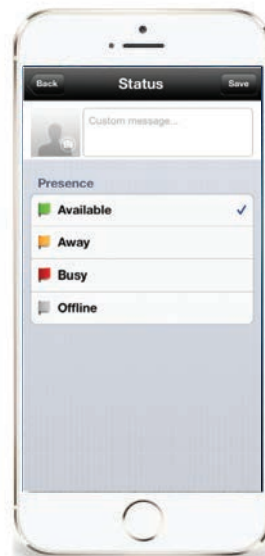 Back Status Save
Custom message...
Presence
Available
Away
Busy
Offline